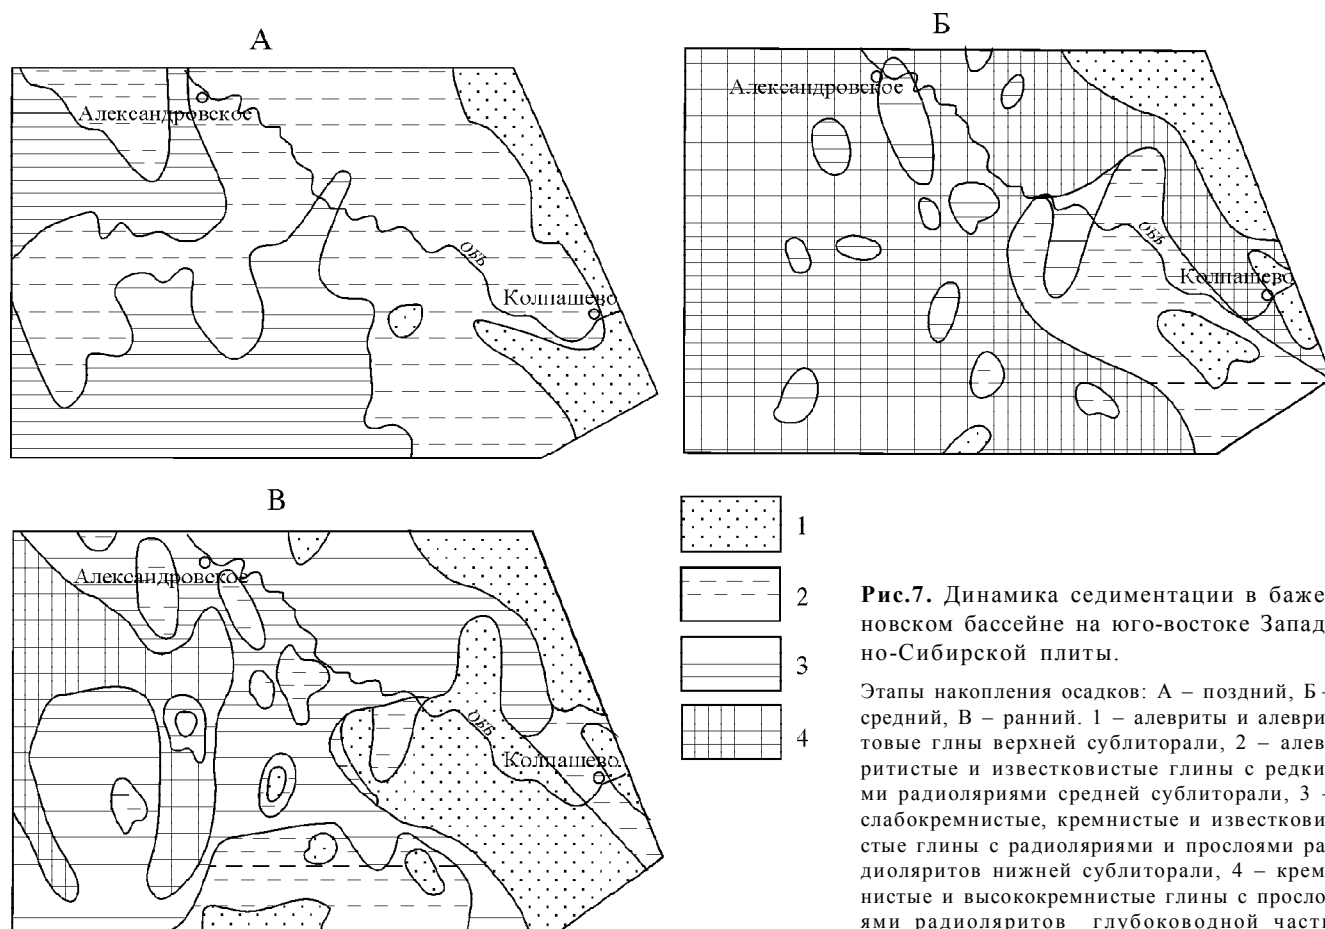 А
Александровское
ОБЬ
Колпашево
Б
Александровское
ОБЬ
Колпашево
В
Александровское
ОБЬ
Колпашево
1
2
3
4
Рис.7. Динамика седиментации в баже-
новском бассейне на юго-востоке Запад-
но-Сибирской плиты.
Этапы накопления осадков: А – поздний, Б –
средний, В – ранний. 1 – алевриты и алеври-
товые глны верхней сублиторали, 2 – алев-
ритистые и известковистые глины с редки-
ми радиоляриями средней сублиторали, 3 –
слабокремнистые, кремнистые и известкови-
стые глины с радиоляриями и прослоями ра-
диоляритов нижней сублиторали, 4 – крем-
нистые и высококремнистые глины с просло-
ями радиоляритов глубоководной части